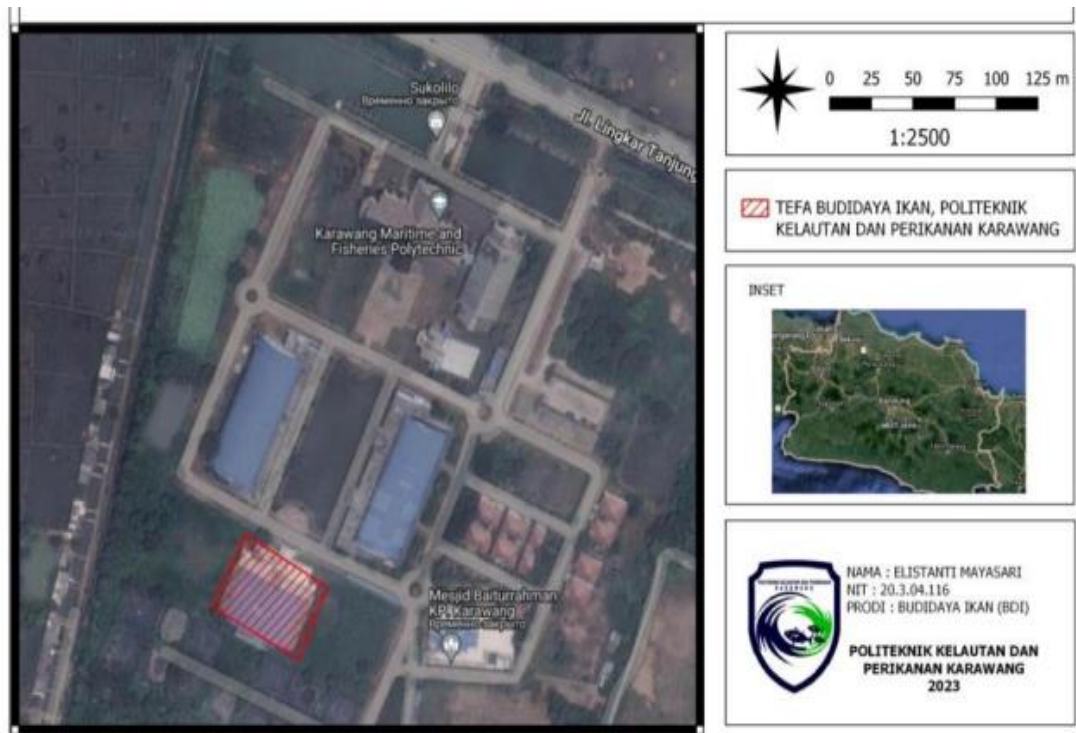 Sukolilo
Временно закрыто
Jl. Lingkar Tanjung
Karawang Maritime and
Fisheries Polytechnic
Mesjid Baiturrahman
KP. Karawang
Временно закрыто
0 25 50 75 100 125 m
1:2500
TEFA BUDIDAYA IKAN, POLITEKNIK
KELAUTAN DAN PERIKANAN KARAWANG
INSET
Bandung
NAMA : ELISTANTI MAYASARI
NIT : 20.3.04.116
PRODI : BUDIDAYA IKAN (BDI)
POLITEKNIK KELAUTAN DAN
PERIKANAN KARAWANG
2023